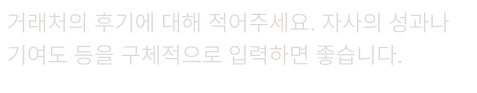 거래처의 후기에 대해 적어주세요. 자사의 성과나
기여도 등을 구체적으로 입력하면 좋습니다.